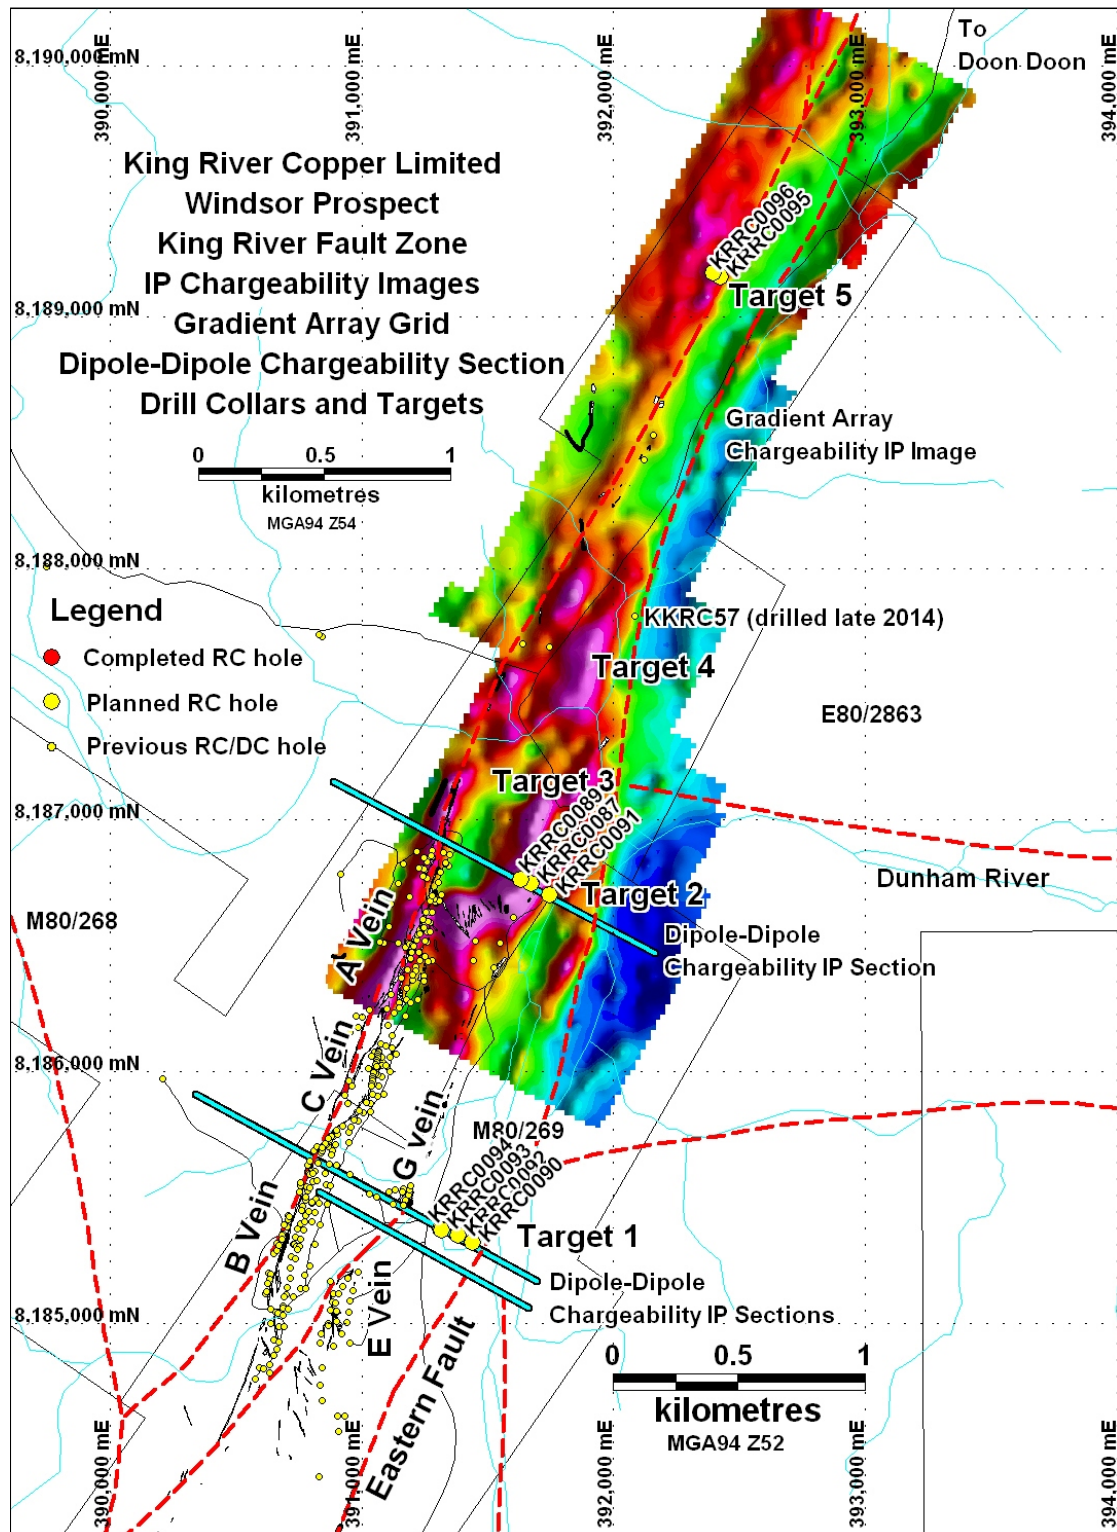 To
Doon Doon
8,190,000 mN
390,000 mE
391,000 mE
392,000 mE
393,000 mE
394,000 mE
King River Copper Limited
Windsor Prospect
King River Fault Zone
IP Chargeability Images
Gradient Array Grid
Dipole-Dipole Chargeability Section
Drill Collars and Targets
0 0.5 1
kilometres
MGA94 Z54
KRRC0096
KRRC0095
Target 5
8,189,000 mN
Gradient Array
Chargeability IP Image
8,188,000 mN
Legend
Completed RC hole
Planned RC hole
Previous RC/DC hole
KKRC57 (drilled late 2014)
Target 4
E80/2863
Target 3
8,187,000 mN
KRRC0089
KRRC0087
KRRC0091
Target 2
Dunham River
M80/268
A Vein
Dipole-Dipole
Chargeability IP Section
8,186,000 mN
C Vein
G vein
M80/269
KRRC0094
KRRC0093
KRRC0092
KRRC0090
B Vein
Target 1
E Vein
Dipole-Dipole
Chargeability IP Sections
8,185,000 mN
Eastern Fault
0 0.5 1
kilometres
MGA94 Z52
390,000 mE
391,000 mE
392,000 mE
393,000 mE
394,000 mE